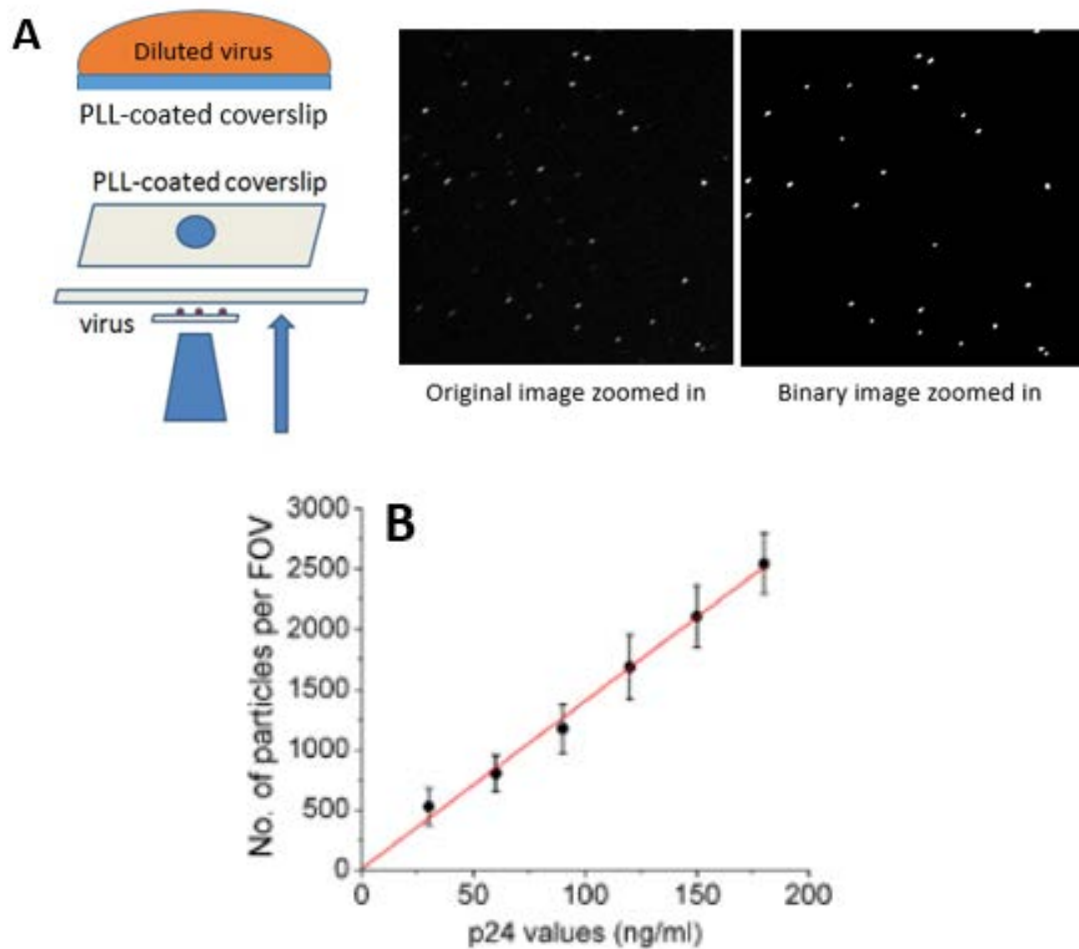 A
Diluted virus
PLL-coated coverslip
PLL-coated coverslip
virus
Original image zoomed in
Binary image zoomed in
B
No. of particles per FOV
3000
2500
2000
1500
1000
500
0
0 50 100 150 200
p24 values (ng/ml)